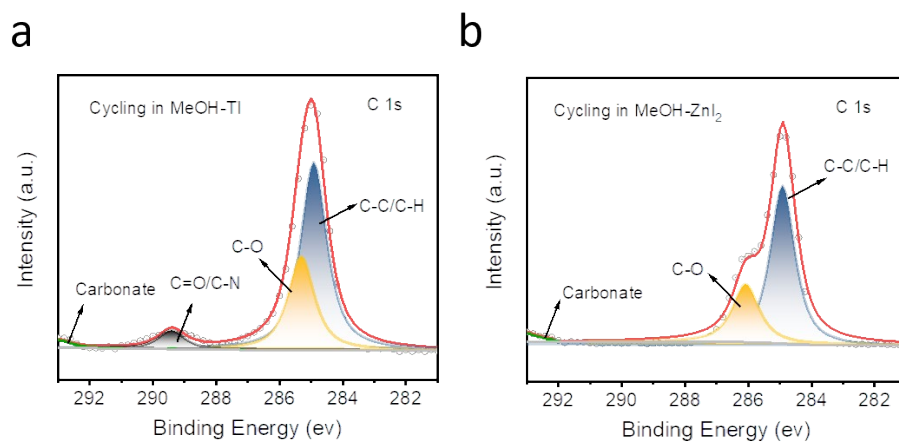 a
Cycling in MeOH-TI
C 1s
C-C/C-H
C-O
C=O/C-N
Carbonate
Intensity (a.u.)
292
290
288
286
284
282
Binding Energy (ev)
b
Cycling in MeOH-ZnI₂
C 1s
C-C/C-H
C-O
Carbonate
Intensity (a.u.)
292
290
288
286
284
282
Binding Energy (ev)